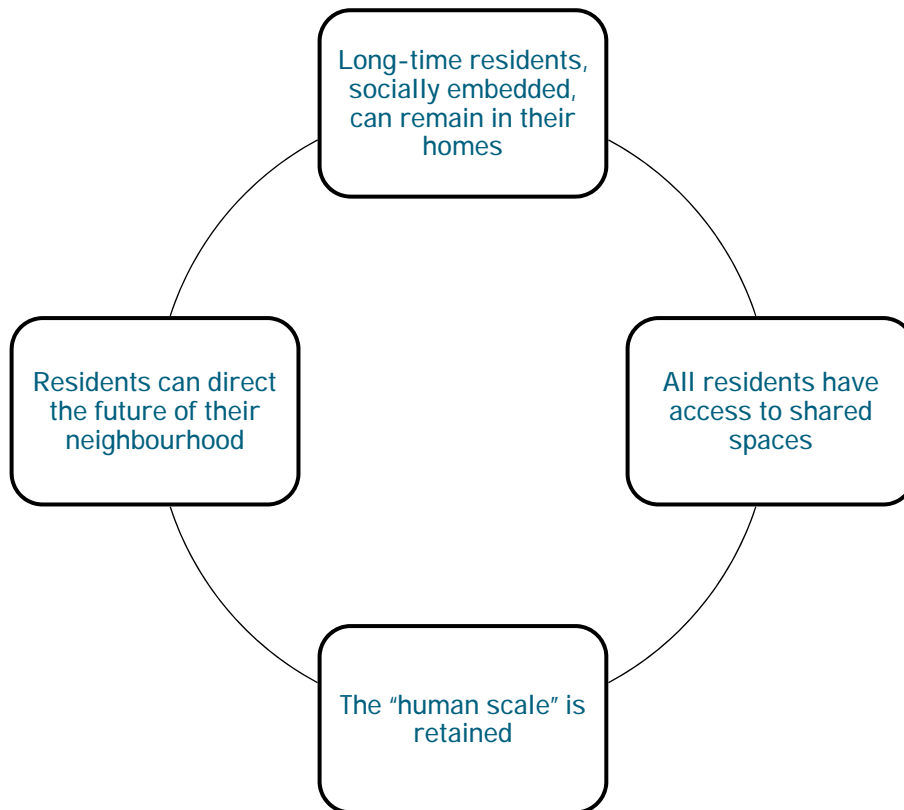 Long-time residents,
socially embedded,
can remain in their
homes
Residents can direct
the future of their
neighbourhood
All residents have
access to shared
spaces
The “human scale” is
retained